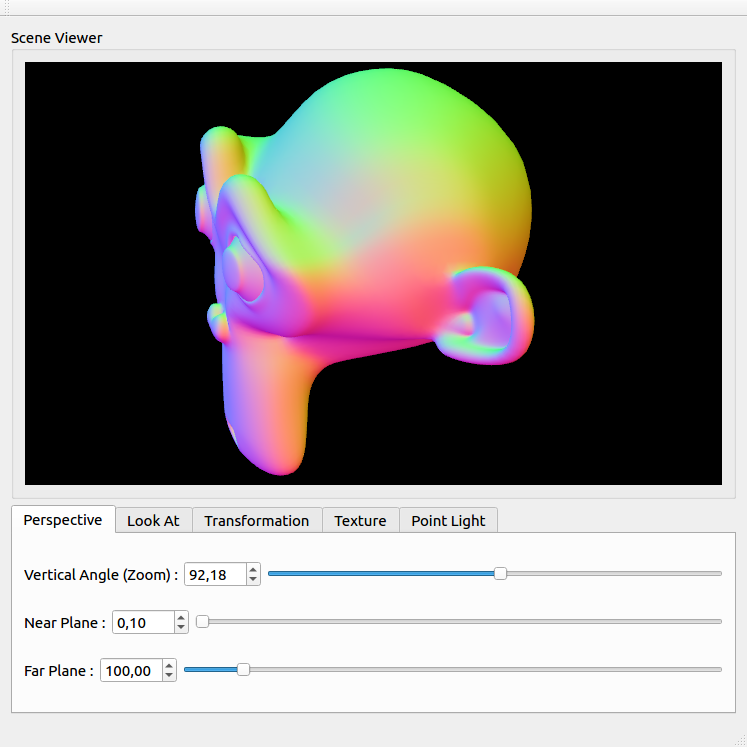 Scene Viewer
Perspective Look At Transformation Texture Point Light
Vertical Angle (Zoom) : 92,18
Near Plane : 0,10
Far Plane : 100,00